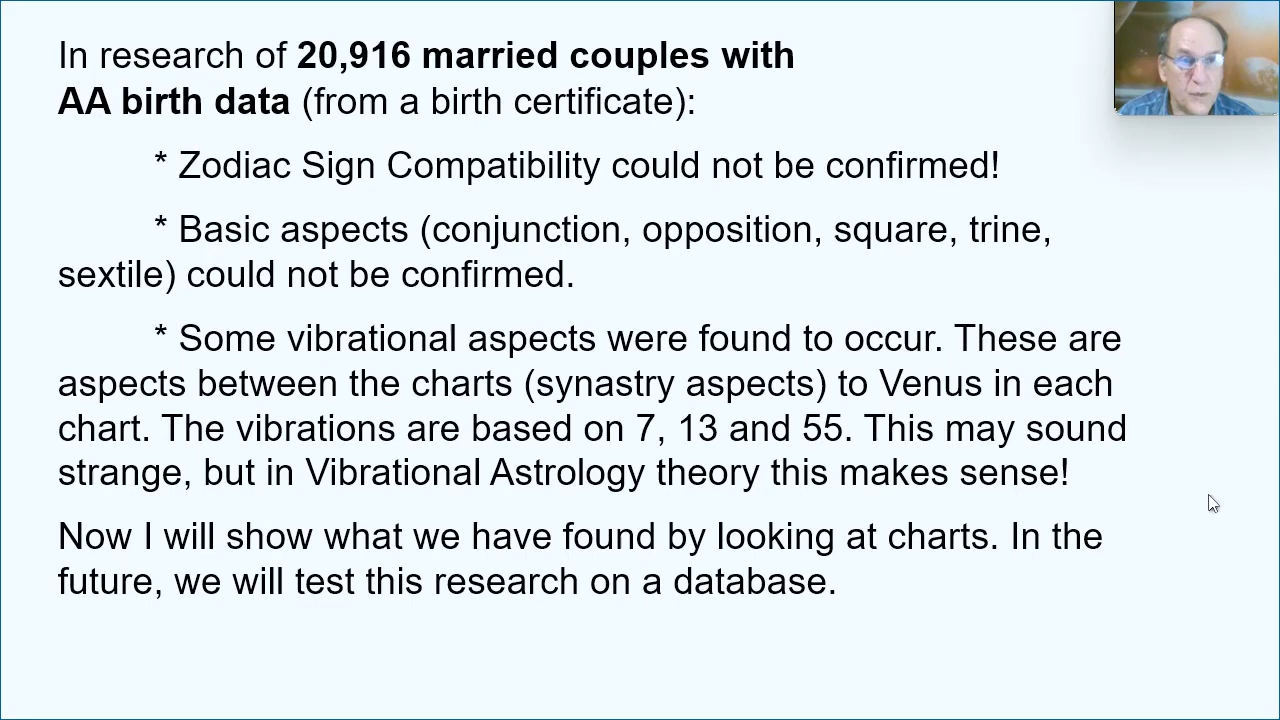 In research of 20,916 married couples with
AA birth data (from a birth certificate):
* Zodiac Sign Compatibility could not be confirmed!
* Basic aspects (conjunction, opposition, square, trine,
sextile) could not be confirmed.
* Some vibrational aspects were found to occur. These are
aspects between the charts (synastry aspects) to Venus in each
chart. The vibrations are based on 7, 13 and 55. This may sound
strange, but in Vibrational Astrology theory this makes sense!
Now I will show what we have found by looking at charts. In the
future, we will test this research on a database.